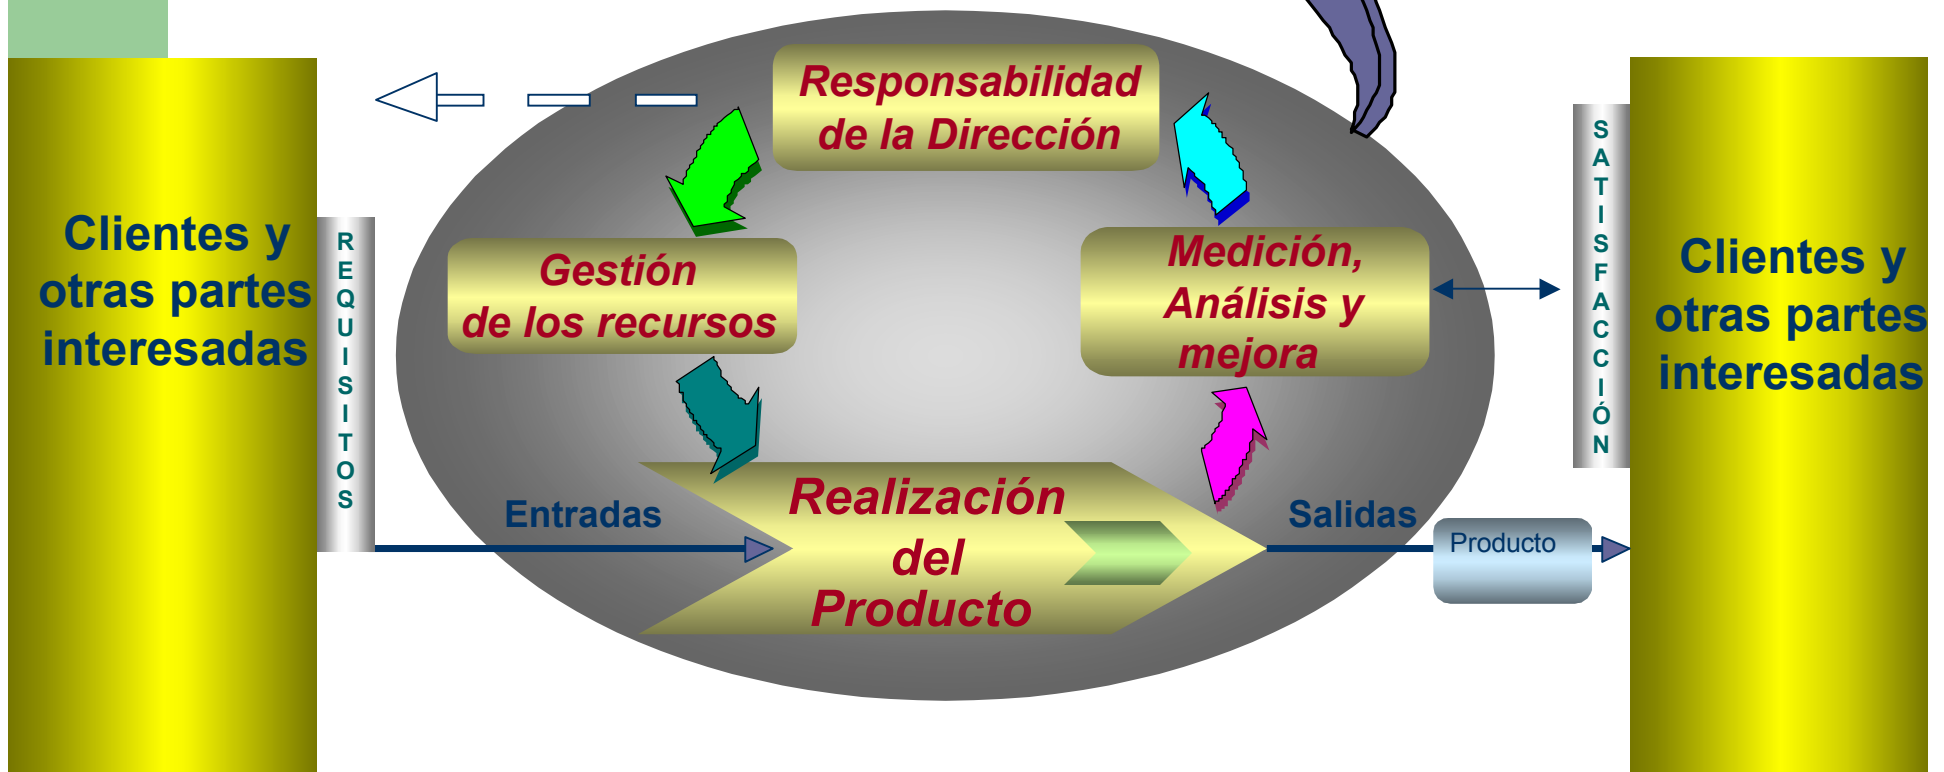 Clientes y
otras partes
interesadas
REQUISITOS
Responsabilidad
de la Dirección
Gestión
de los recursos
Medición,
Análisis y
mejora
Entradas
Realización
del
Producto
Salidas
Producto
SATISFACCIÓN
Clientes y
otras partes
interesadas